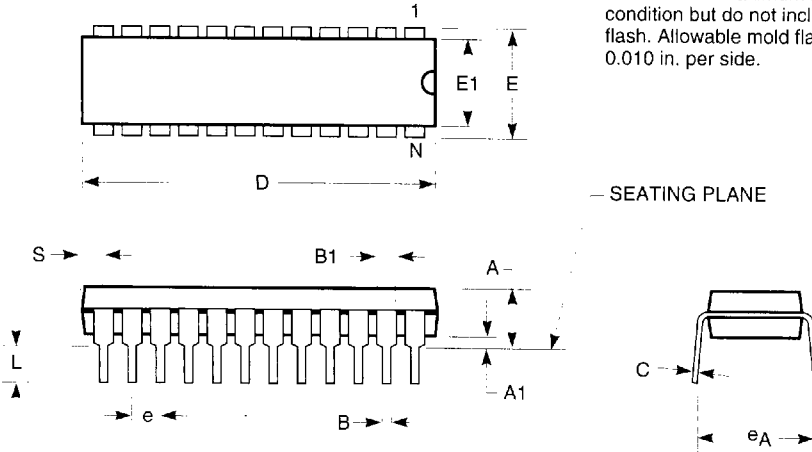 condition but do not incl
flash. Allowable mold fla
0.010 in. per side.
1
E1
E
N
D
SEATING PLANE
S
B1
A
L
A1
e
B
C
eA